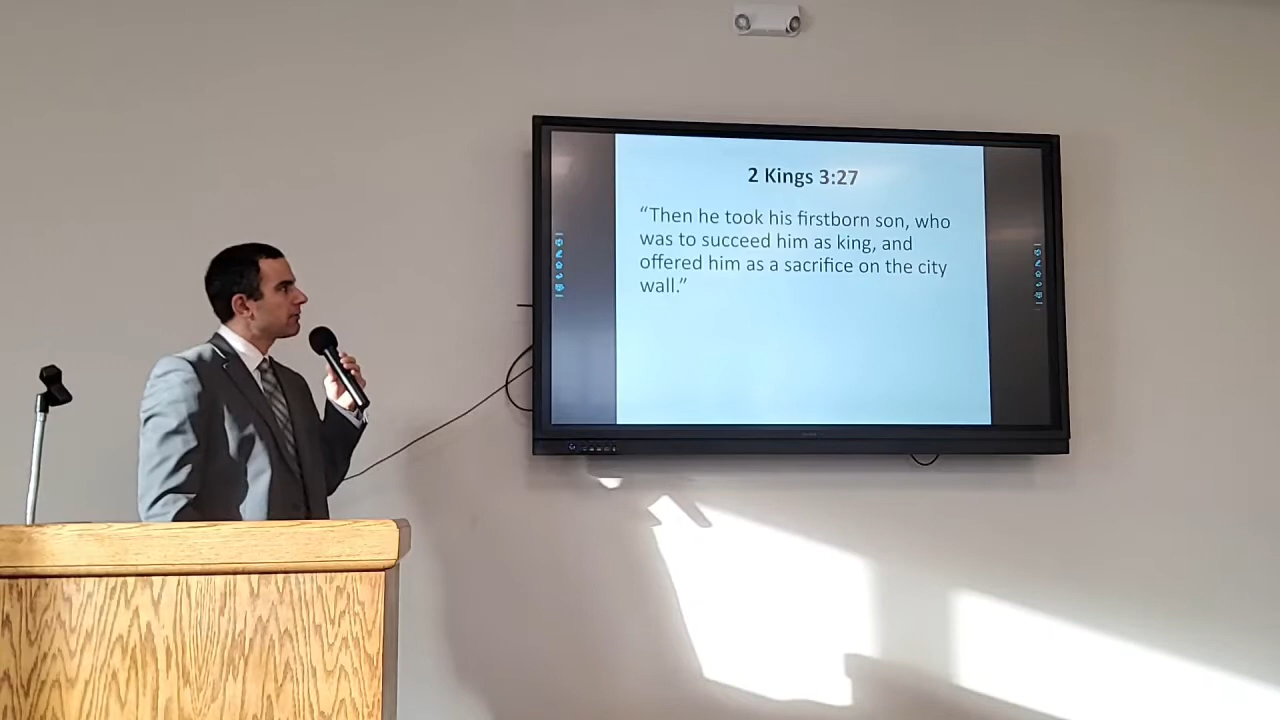 2 Kings 3:27
“Then he took his firstborn son, who
was to succeed him as king, and
offered him as a sacrifice on the city
wall.”